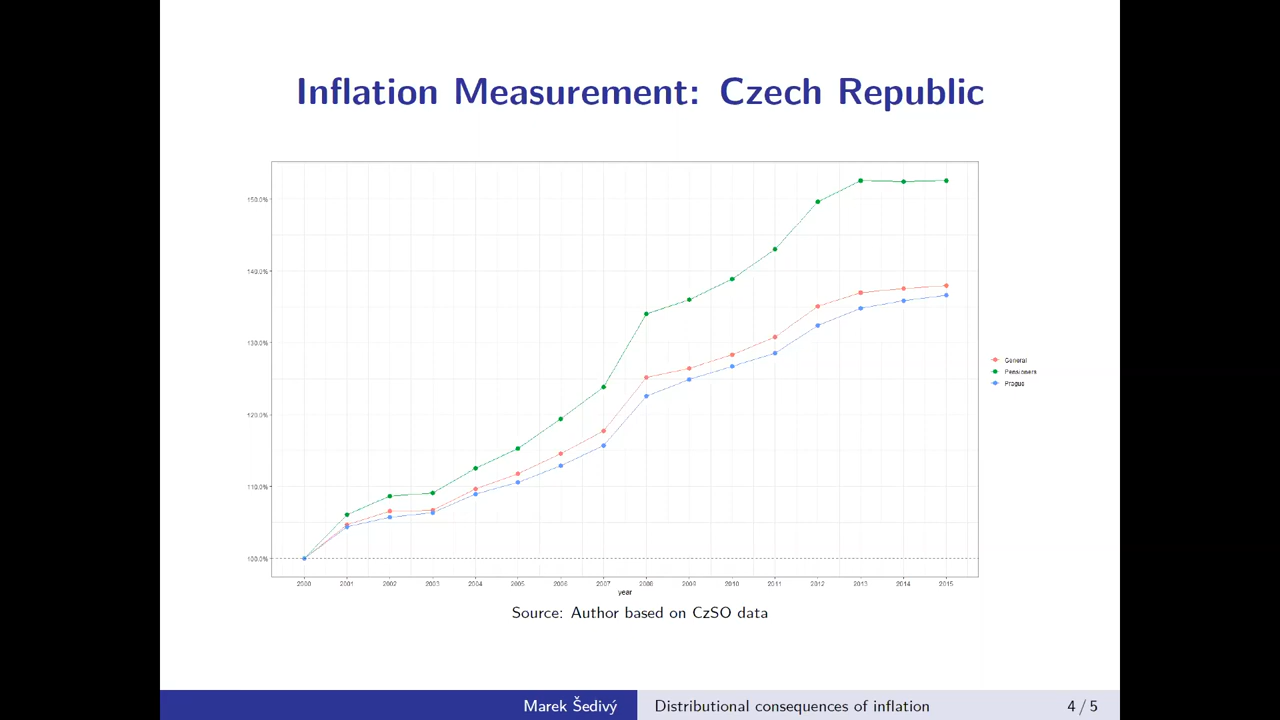 Inflation Measurement: Czech Republic
150.0%
140.0%
130.0%
120.0%
110.0%
100.0%
2000 2001 2002 2003 2004 2005 2006 2007 2008 2009 2010 2011 2012 2013 2014 2015
year
General
Pensioners
Prague
Source: Author based on CzSO data
Marek Šedivý
Distributional consequences of inflation
4 / 5